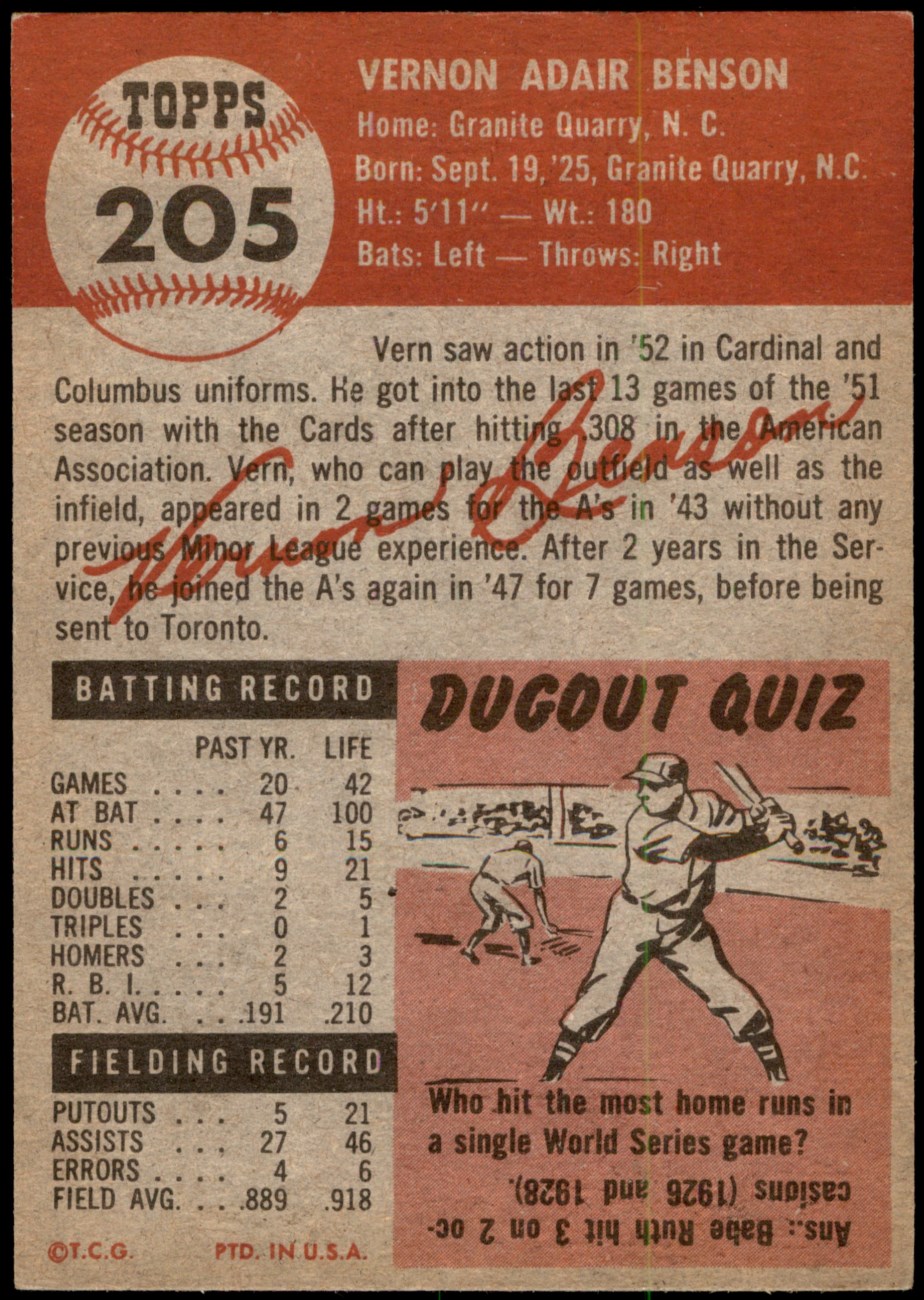 TOPPS
205
VERNON ADAIR BENSON
Home: Granite Quarry, N. C.
Born: Sept. 19, '25, Granite Quarry, N.C.
Ht.: 5'11" — Wt.: 180
Bats: Left — Throws: Right
Vern saw action in '52 in Cardinal and
Columbus uniforms. He got into the last 13 games of the '51
season with the Cards after hitting .308 in the American
Association. Vern, who can play the outfield as well as the
infield, appeared in 2 games for the A's in '43 without any
previous Minor League experience. After 2 years in the Ser-
vice, he joined the A's again in '47 for 7 games, before being
sent to Toronto.
Vernon Benson
BATTING RECORD
PAST YR. LIFE
GAMES .... 20 42
AT BAT .... 47 100
RUNS ..... 6 15
HITS ..... 9 21
DOUBLES ... 2 5
TRIPLES ... 0 1
HOMERS ... 2 3
R. B. I. .... 5 12
BAT. AVG. .. .191 .210
FIELDING RECORD
PUTOUTS ... 5 21
ASSISTS ... 27 46
ERRORS .... 4 6
FIELD AVG. .. .889 .918
©T.C.G. PTD. IN U.S.A.
DUGOUT QUIZ
Who hit the most home runs in
a single World Series game?
Ans.: Babe Ruth hit 3 on 2 oc-
casions (1926 and 1928).